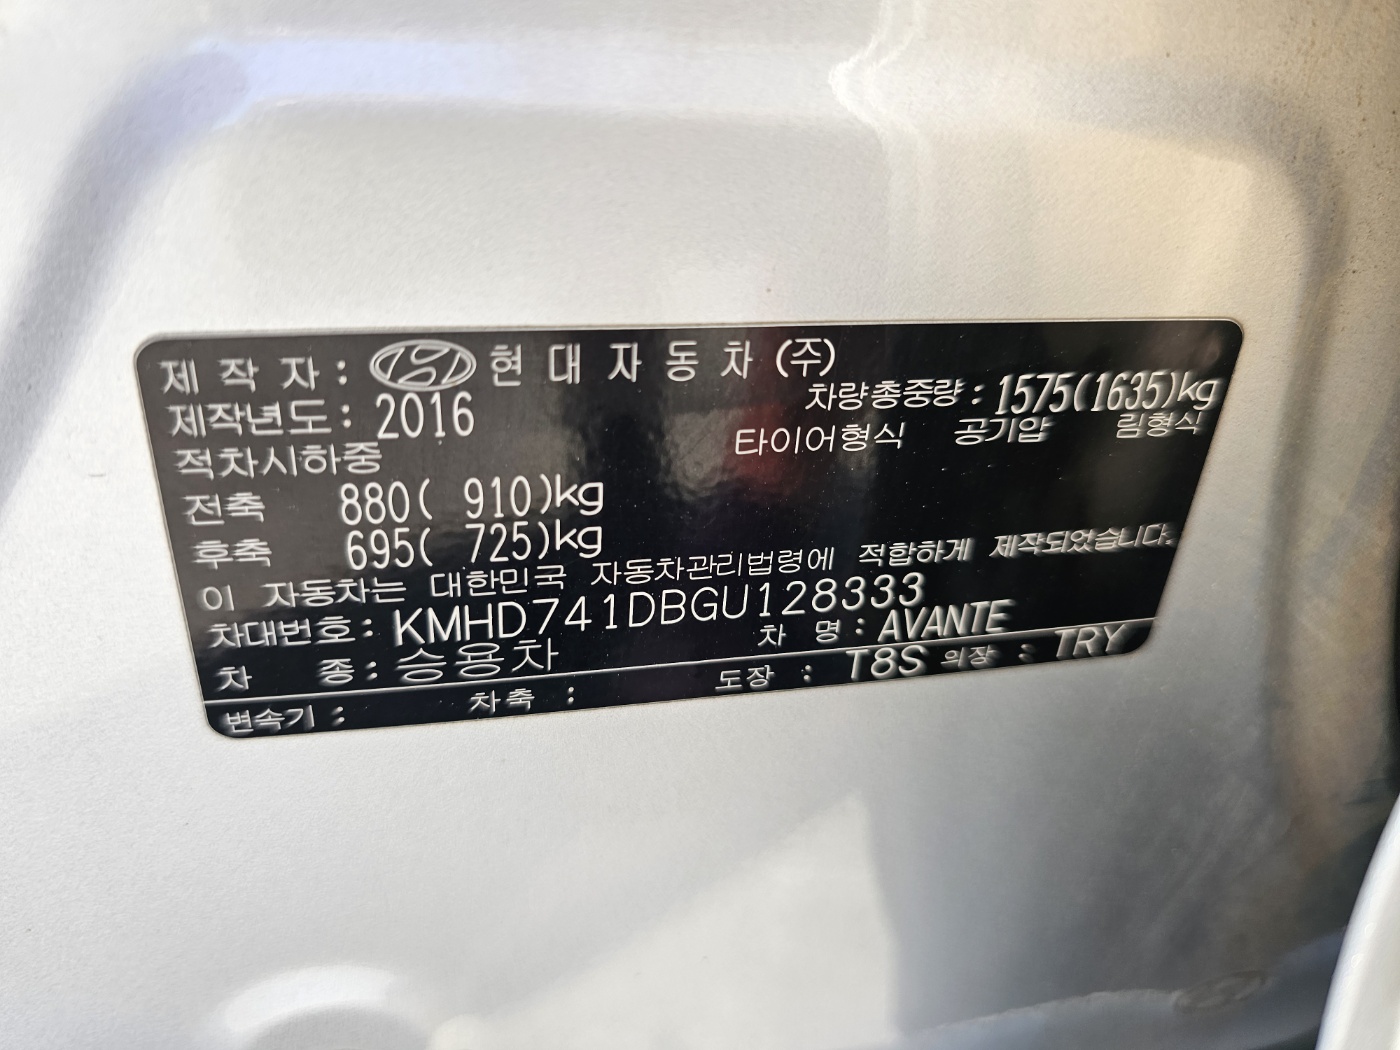 제 작 자 : 현 대 자 동 차 (주)
제작년도 : 2016
차량총중량 : 1575(1635)kg
적차시하중
타이어형식 공기압 림형식
전축 880( 910)kg
후축 695( 725)kg
이 자동차는 대한민국 자동차관리법령에 적합하게 제작되었습니다.
차대번호 : KMHD741DBGU128333
차 종 : 승용차 차 명 : AVANTE
변속기 : 차축 : 도장 : T8S 의장 : TRY